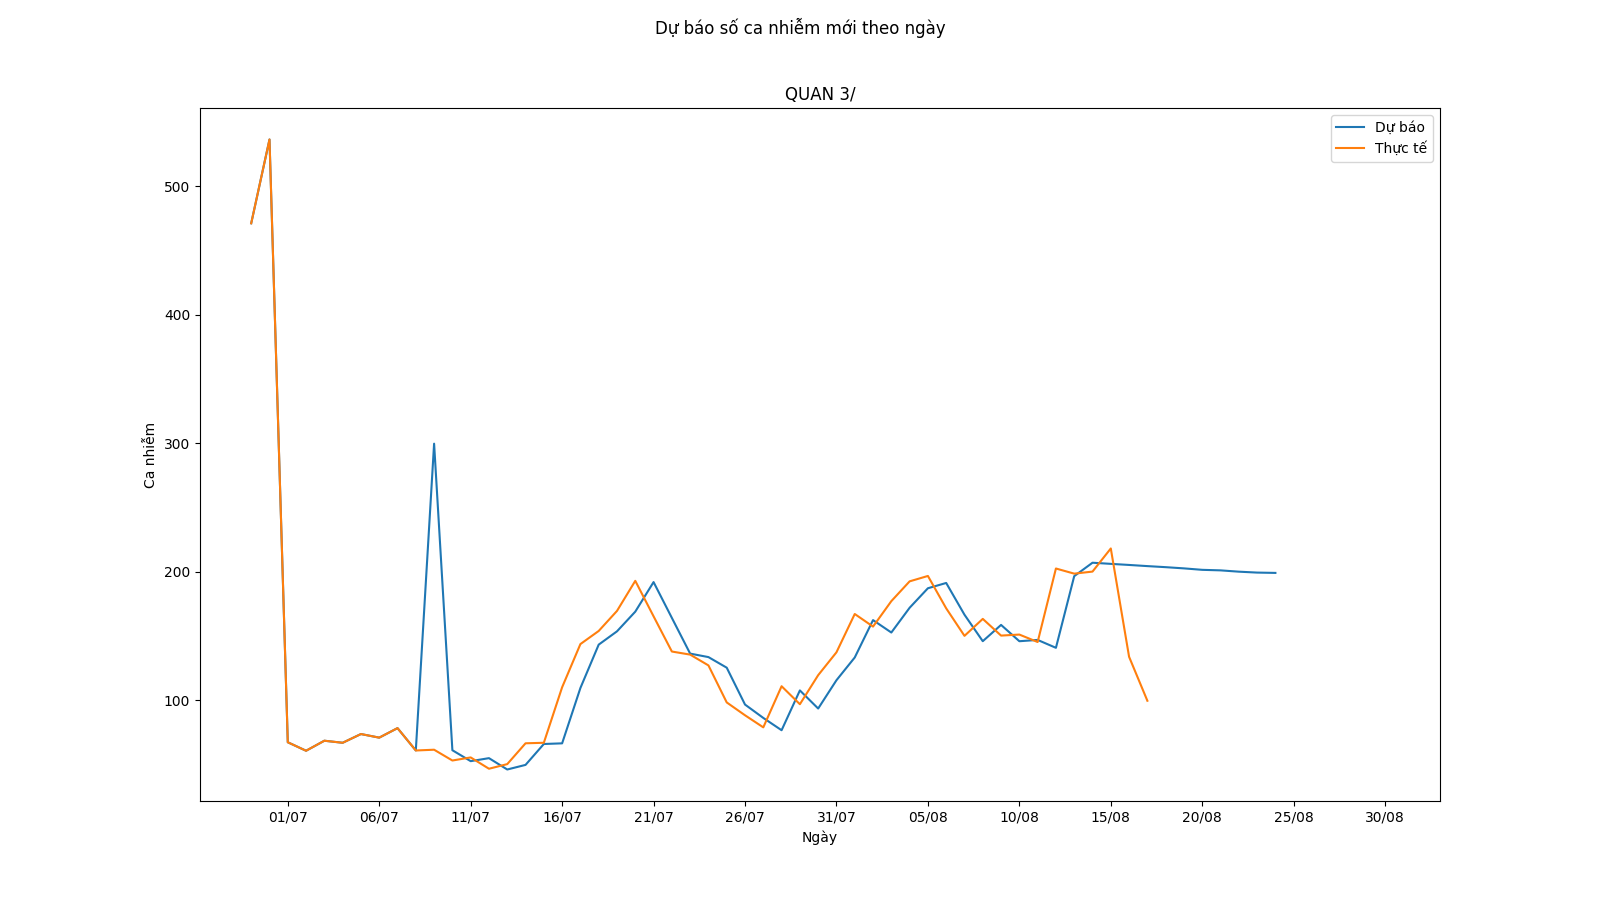 Dự báo số ca nhiễm mới theo ngày
QUAN 3/
Dự báo
Thực tế
500
400
300
200
100
Ca nhiễm
01/07 06/07 11/07 16/07 21/07 26/07 31/07 05/08 10/08 15/08 20/08 25/08 30/08
Ngày